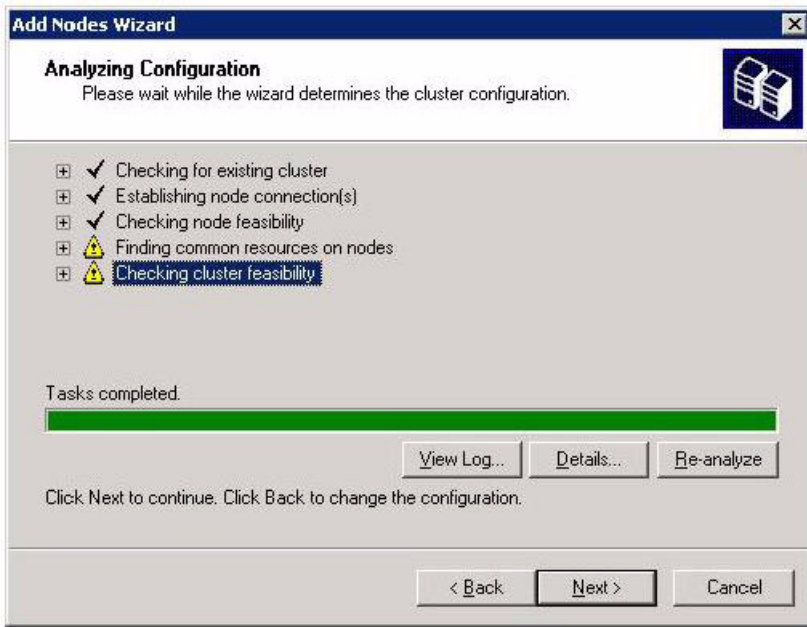 Add Nodes Wizard
Analyzing Configuration
Please wait while the wizard determines the cluster configuration.
Checking for existing cluster
Establishing node connection(s)
Checking node feasibility
Finding common resources on nodes
Checking cluster feasibility
Tasks completed.
View Log... Details... Re-analyze
Click Next to continue. Click Back to change the configuration.
< Back Next > Cancel